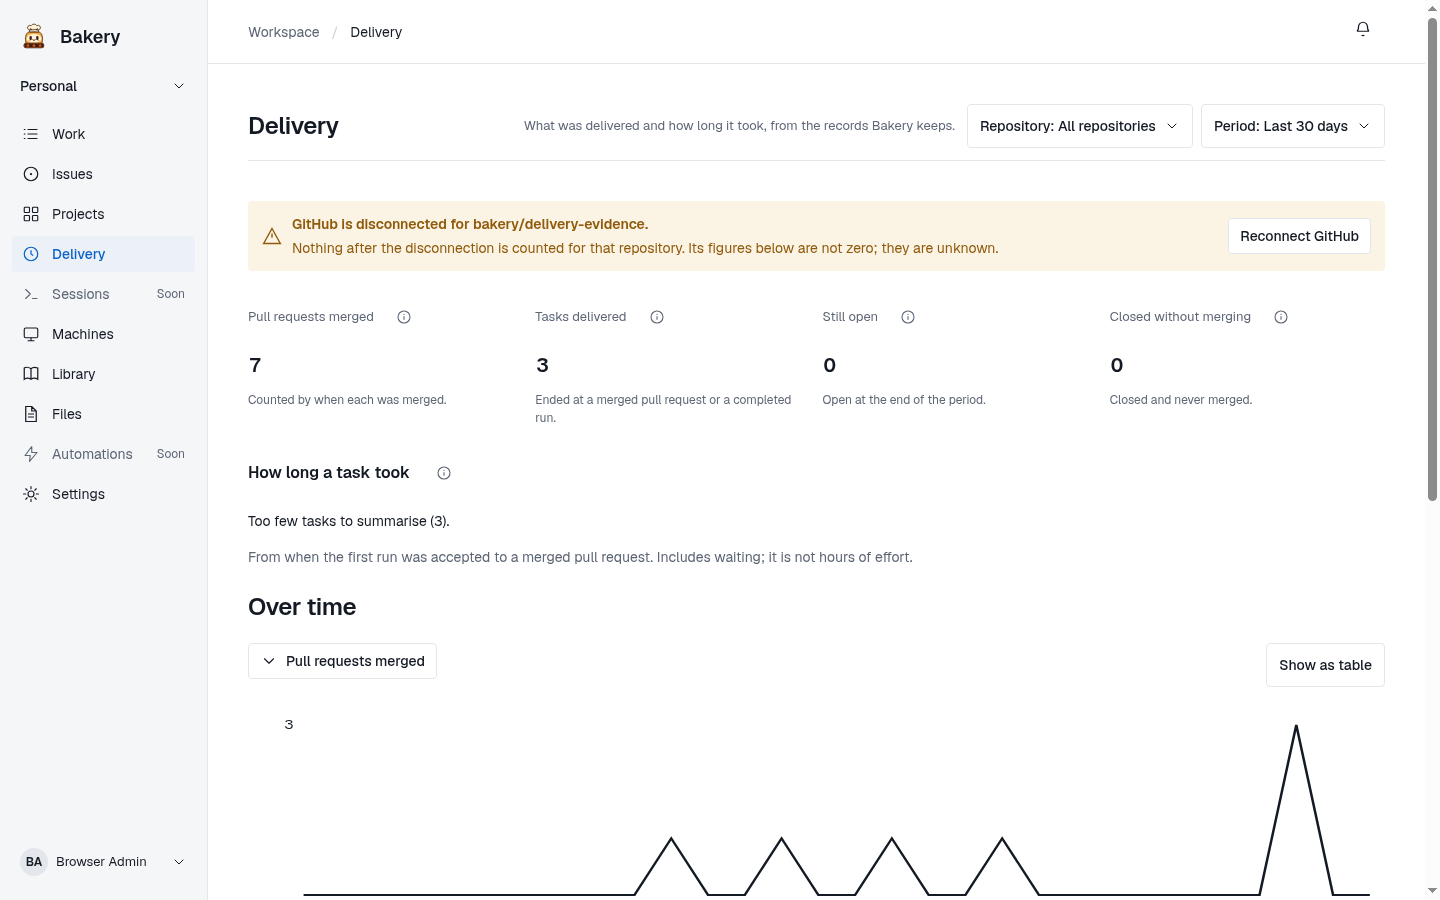 Bakery
Personal
Work
Issues
Projects
Delivery
Sessions Soon
Machines
Library
Files
Automations Soon
Settings
BA Browser Admin
Workspace / Delivery
Delivery
What was delivered and how long it took, from the records Bakery keeps.
Repository: All repositories
Period: Last 30 days
GitHub is disconnected for bakery/delivery-evidence.
Nothing after the disconnection is counted for that repository. Its figures below are not zero; they are unknown.
Reconnect GitHub
Pull requests merged
7
Counted by when each was merged.
Tasks delivered
3
Ended at a merged pull request or a completed
run.
Still open
0
Open at the end of the period.
Closed without merging
0
Closed and never merged.
How long a task took
Too few tasks to summarise (3).
From when the first run was accepted to a merged pull request. Includes waiting; it is not hours of effort.
Over time
Pull requests merged
Show as table
3